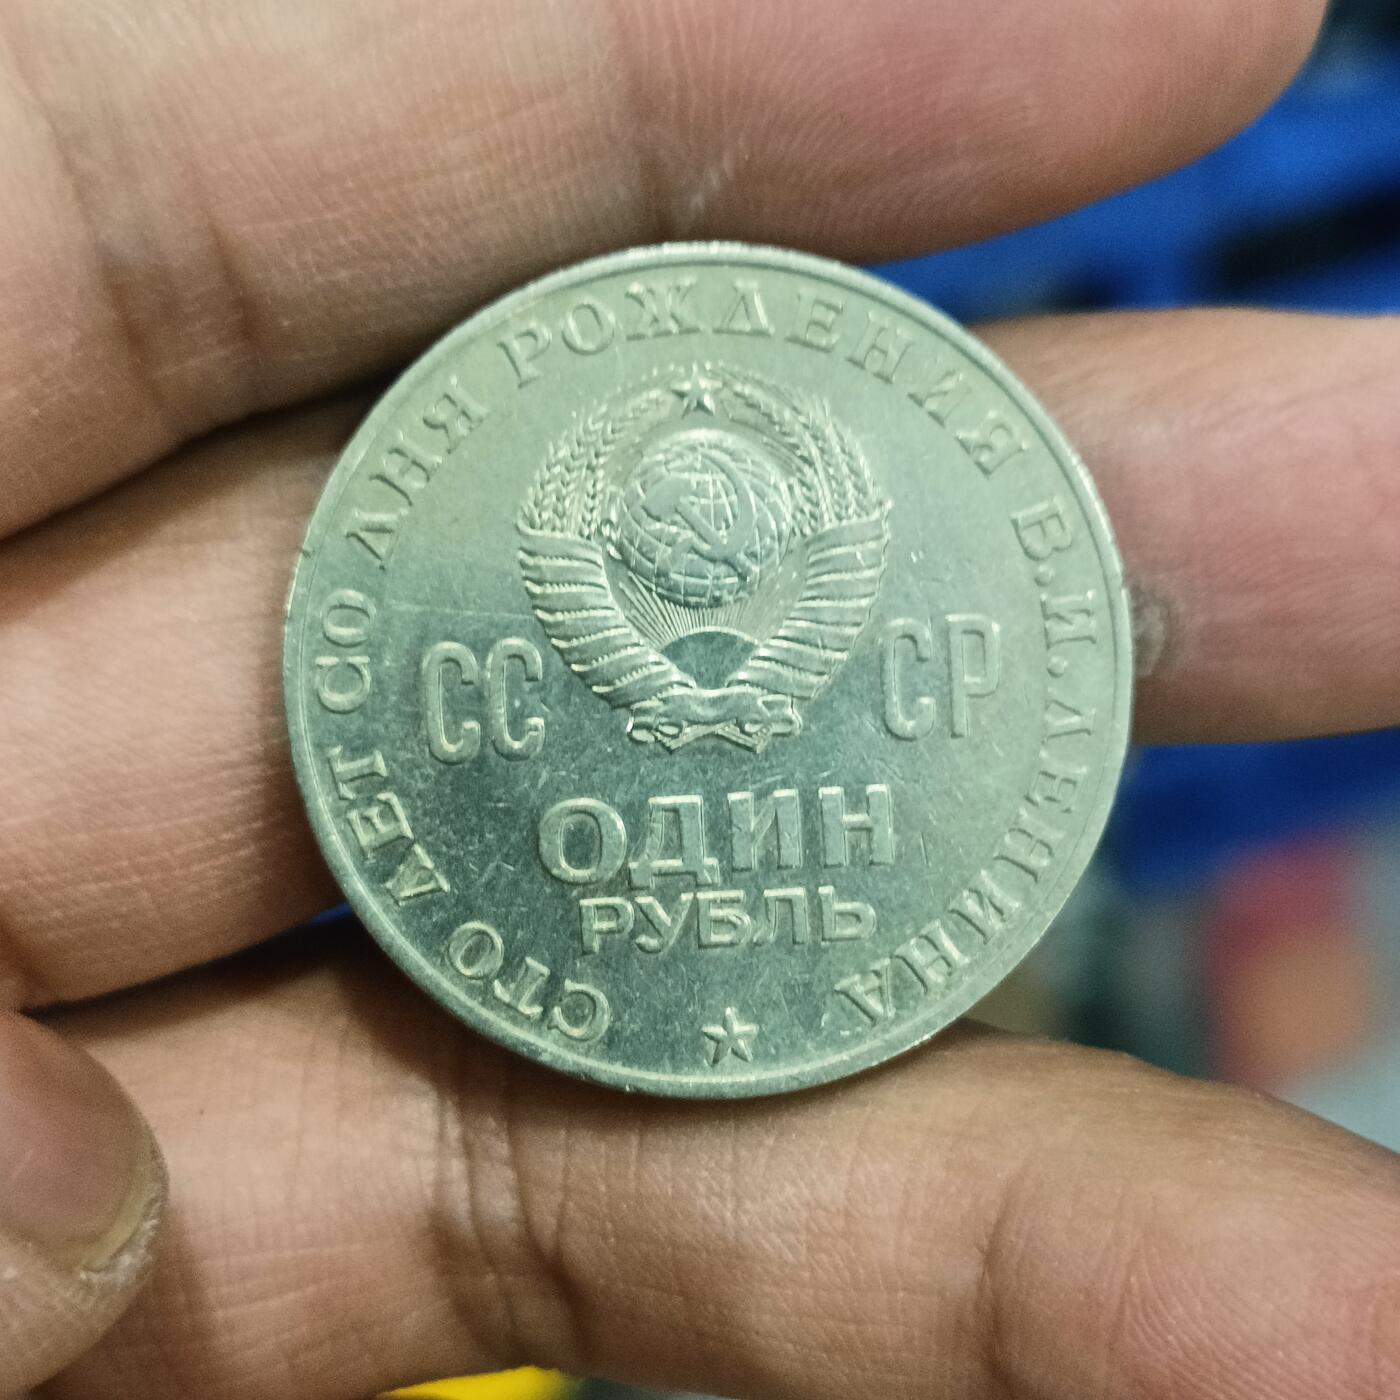 СТО ЛЕТ СО ДНЯ РОЖДЕНИЯ В.И.ЛЕНИНА
СС СР
ОДИН
РУБЛЬ